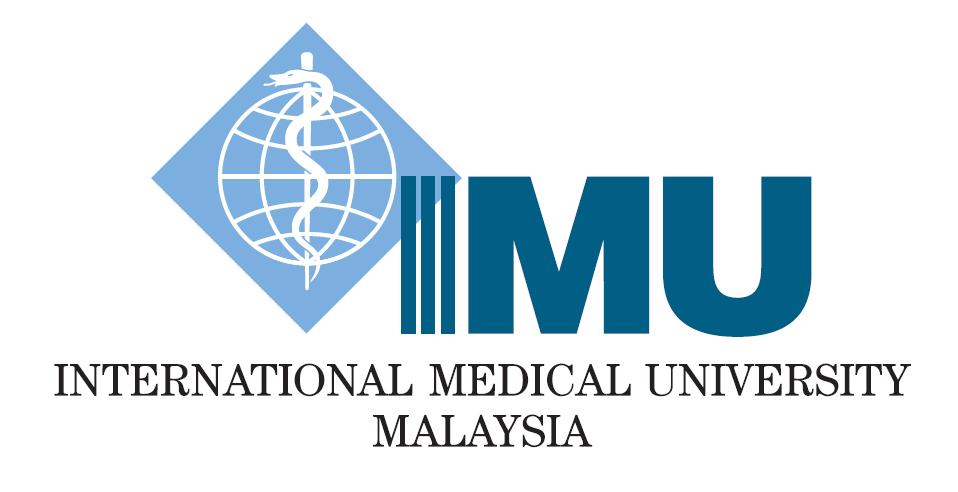 IMU
INTERNATIONAL MEDICAL UNIVERSITY
MALAYSIA